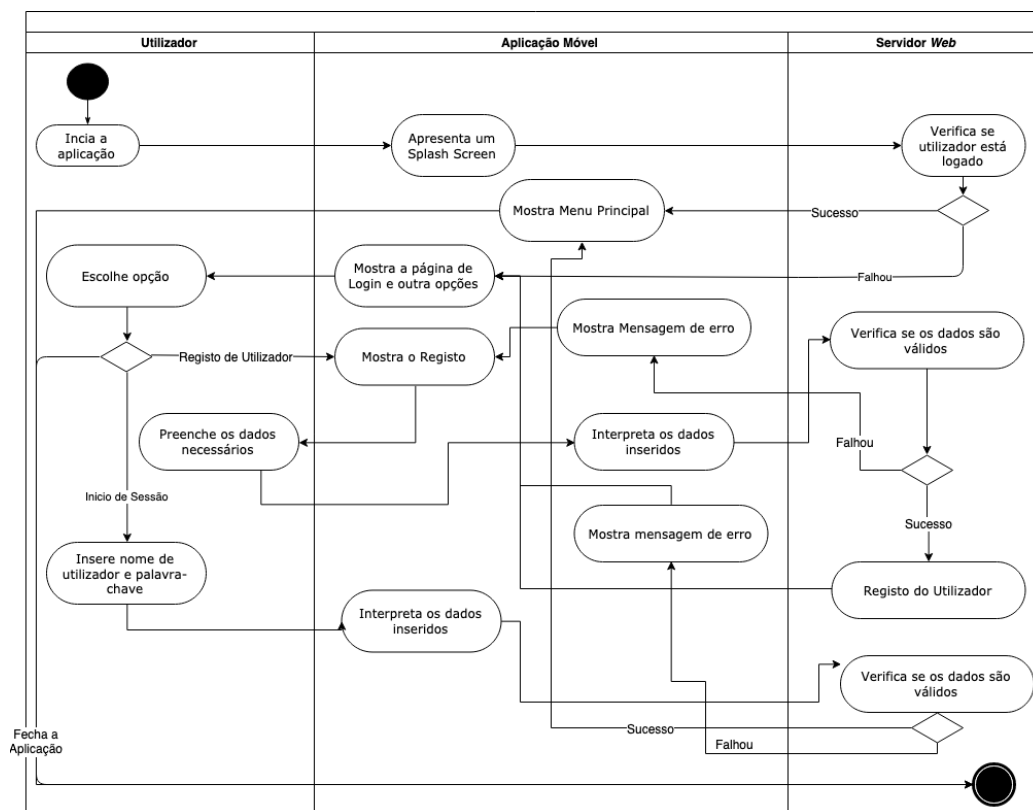 Utilizador
Aplicação Móvel
Servidor Web
Incia a
aplicação
Apresenta um
Splash Screen
Verifica se
utilizador está
logado
Mostra Menu Principal
Sucesso
Escolhe opção
Mostra a página de
Login e outra opções
Falhou
Mostra Mensagem de erro
Verifica se os dados são
válidos
Registo de Utilizador
Mostra o Registo
Preenche os dados
necessários
Interpreta os dados
inseridos
Falhou
Inicio de Sessão
Sucesso
Mostra mensagem de erro
Insere nome de
utilizador e palavra-
chave
Registo do Utilizador
Interpreta os dados
inseridos
Verifica se os dados são
válidos
Sucesso
Fecha a
Aplicação
Falhou